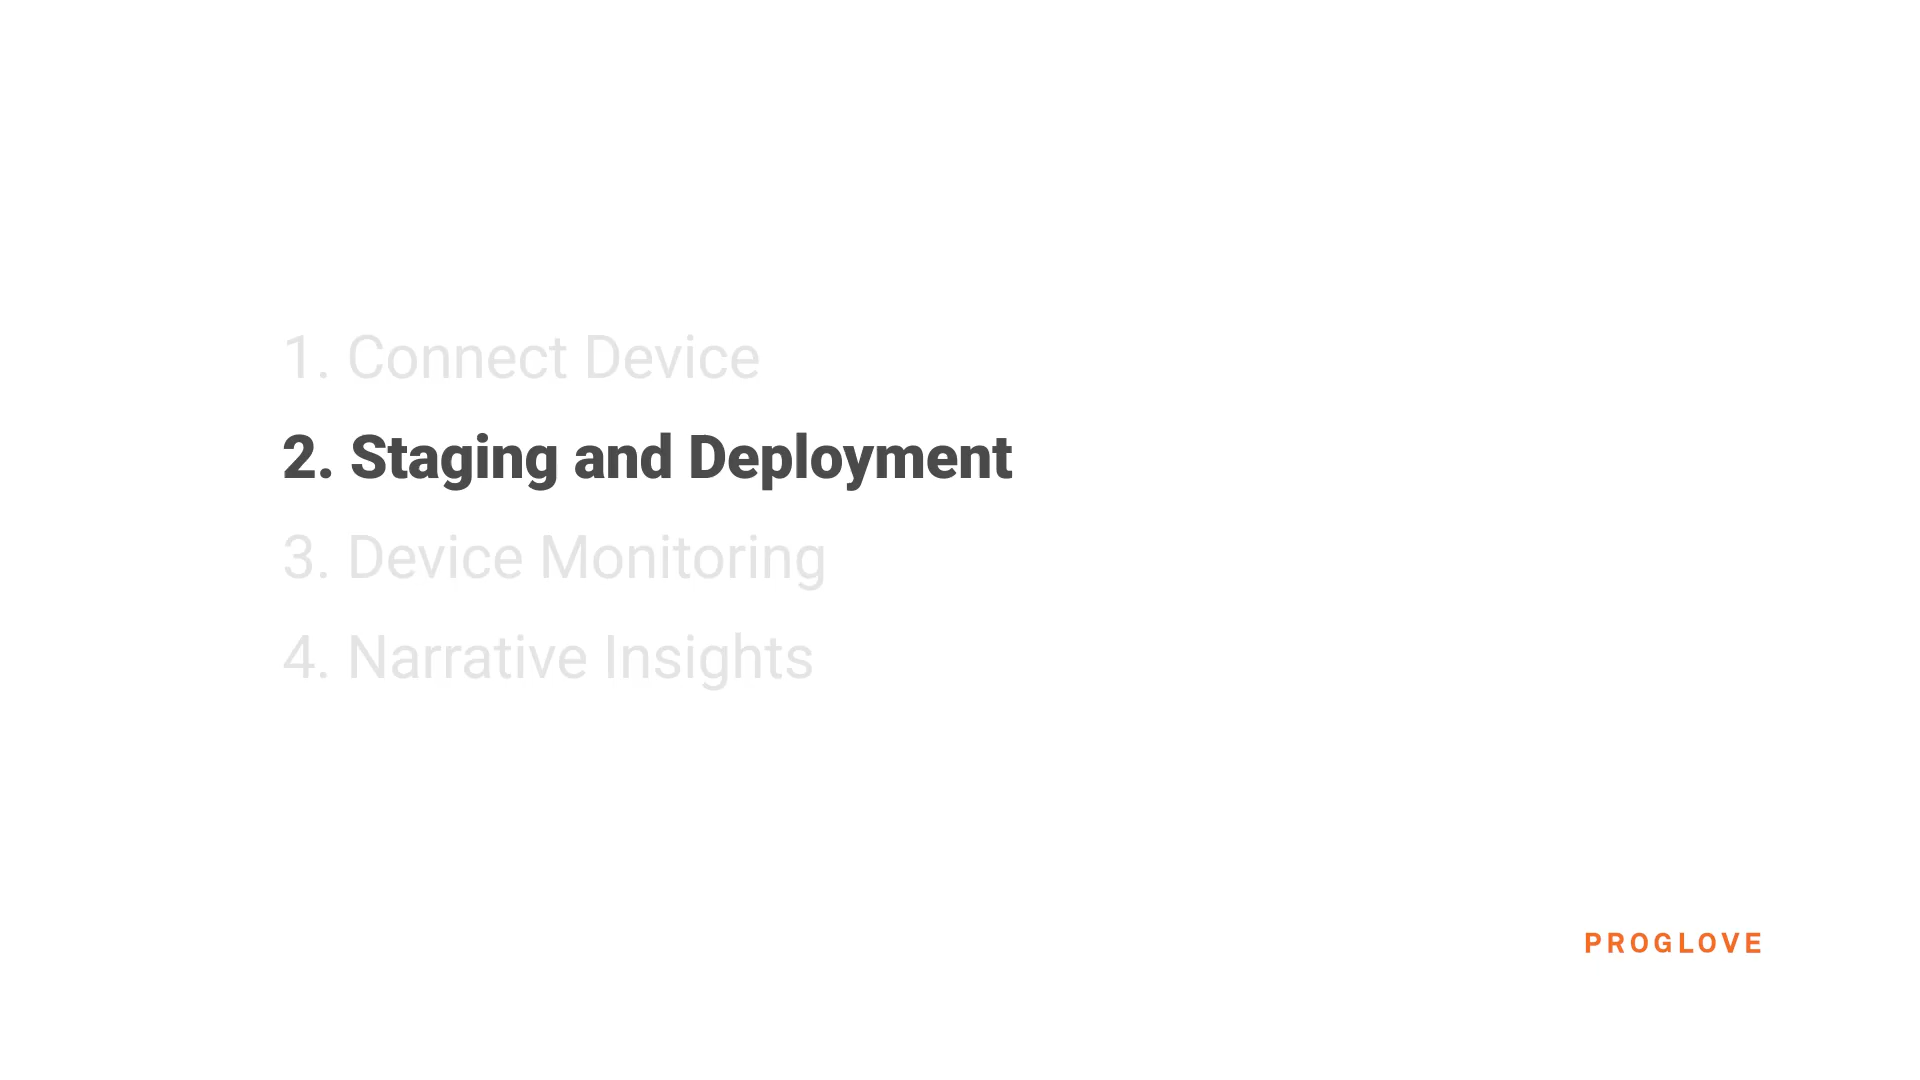 1. Connect Device
2. Staging and Deployment
3. Device Monitoring
4. Narrative Insights
PROGLOVE